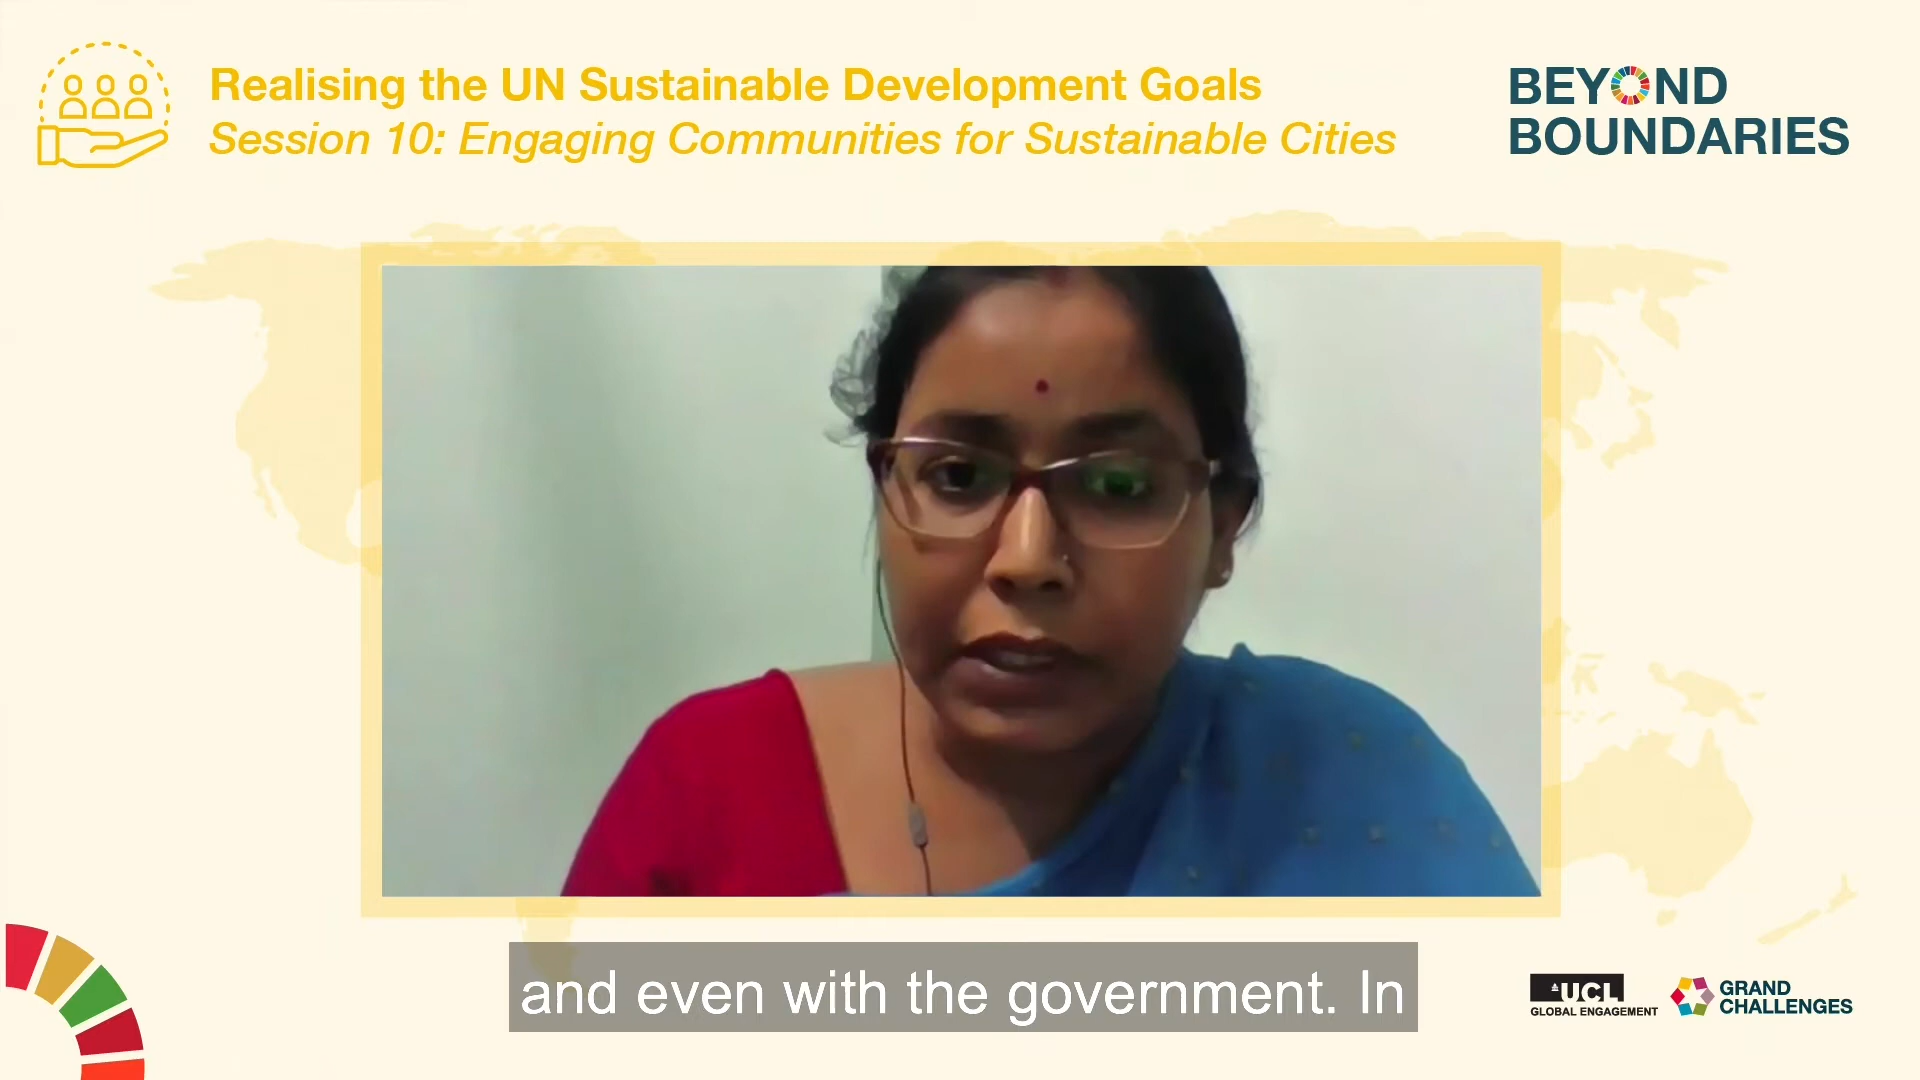 Realising the UN Sustainable Development Goals
Session 10: Engaging Communities for Sustainable Cities
BEYOND
BOUNDARIES
and even with the government. In
UCL
GLOBAL ENGAGEMENT
GRAND
CHALLENGES